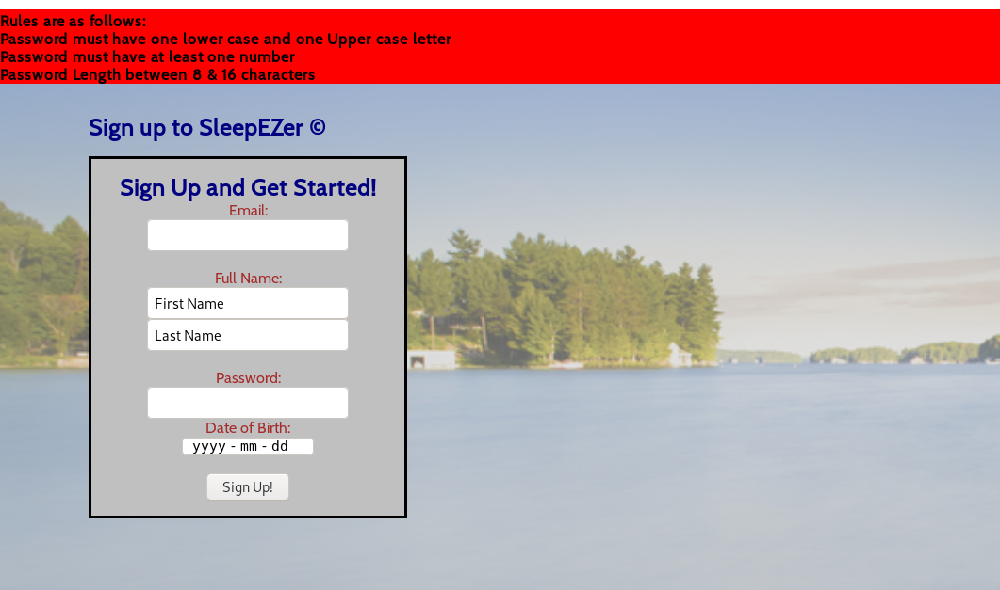 Rules are as follows:
Password must have one lower case and one Upper case letter
Password must have at least one number
Password Length between 8 & 16 characters
Sign up to SleepEZer ©
Sign Up and Get Started!
Email:
Full Name:
First Name
Last Name
Password:
Date of Birth:
yyyy - mm - dd
Sign Up!